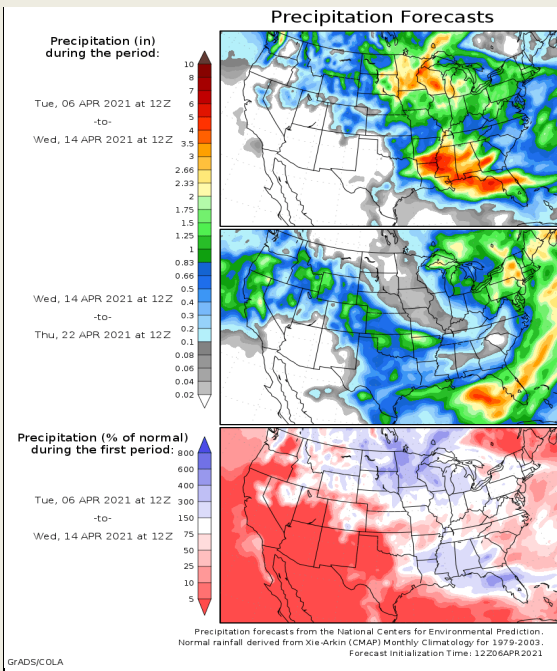 Precipitation Forecasts
Precipitation (in)
during the period:
Tue, 06 APR 2021 at 12Z
-to-
Wed, 14 APR 2021 at 12Z
10
8
7
6
5
4
3.5
3
2.66
2.33
2
1.75
1.5
1.25
1
0.83
0.66
0.5
0.4
0.3
0.2
0.1
0.08
0.06
0.04
0.02
Wed, 14 APR 2021 at 12Z
-to-
Thu, 22 APR 2021 at 12Z
Precipitation (% of normal)
during the first period:
Tue, 06 APR 2021 at 12Z
-to-
Wed, 14 APR 2021 at 12Z
800
600
400
300
150
75
50
25
10
5
Precipitation forecasts from the National Centers for Environmental Prediction.
Normal rainfall derived from Xie-Arkin (CMAP) Monthly Climatology for 1979-2003.
Forecast Initialization Time: 12Z06APR2021
GrADS/COLA